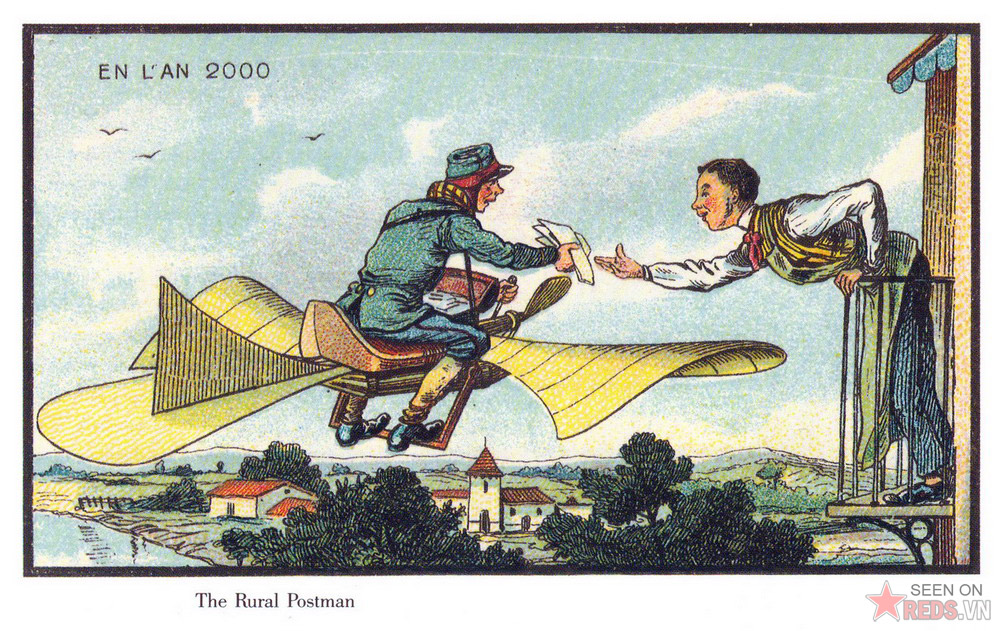 EN L'AN 2000
The Rural Postman
SEEN ON
REDS.VN